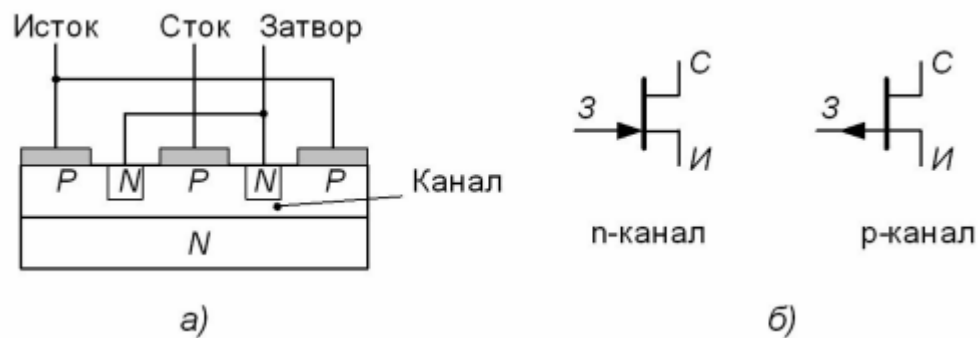 Исток Сток Затвор
P N P N P
Канал
N
а)
С
З
И
n-канал
С
З
И
p-канал
б)